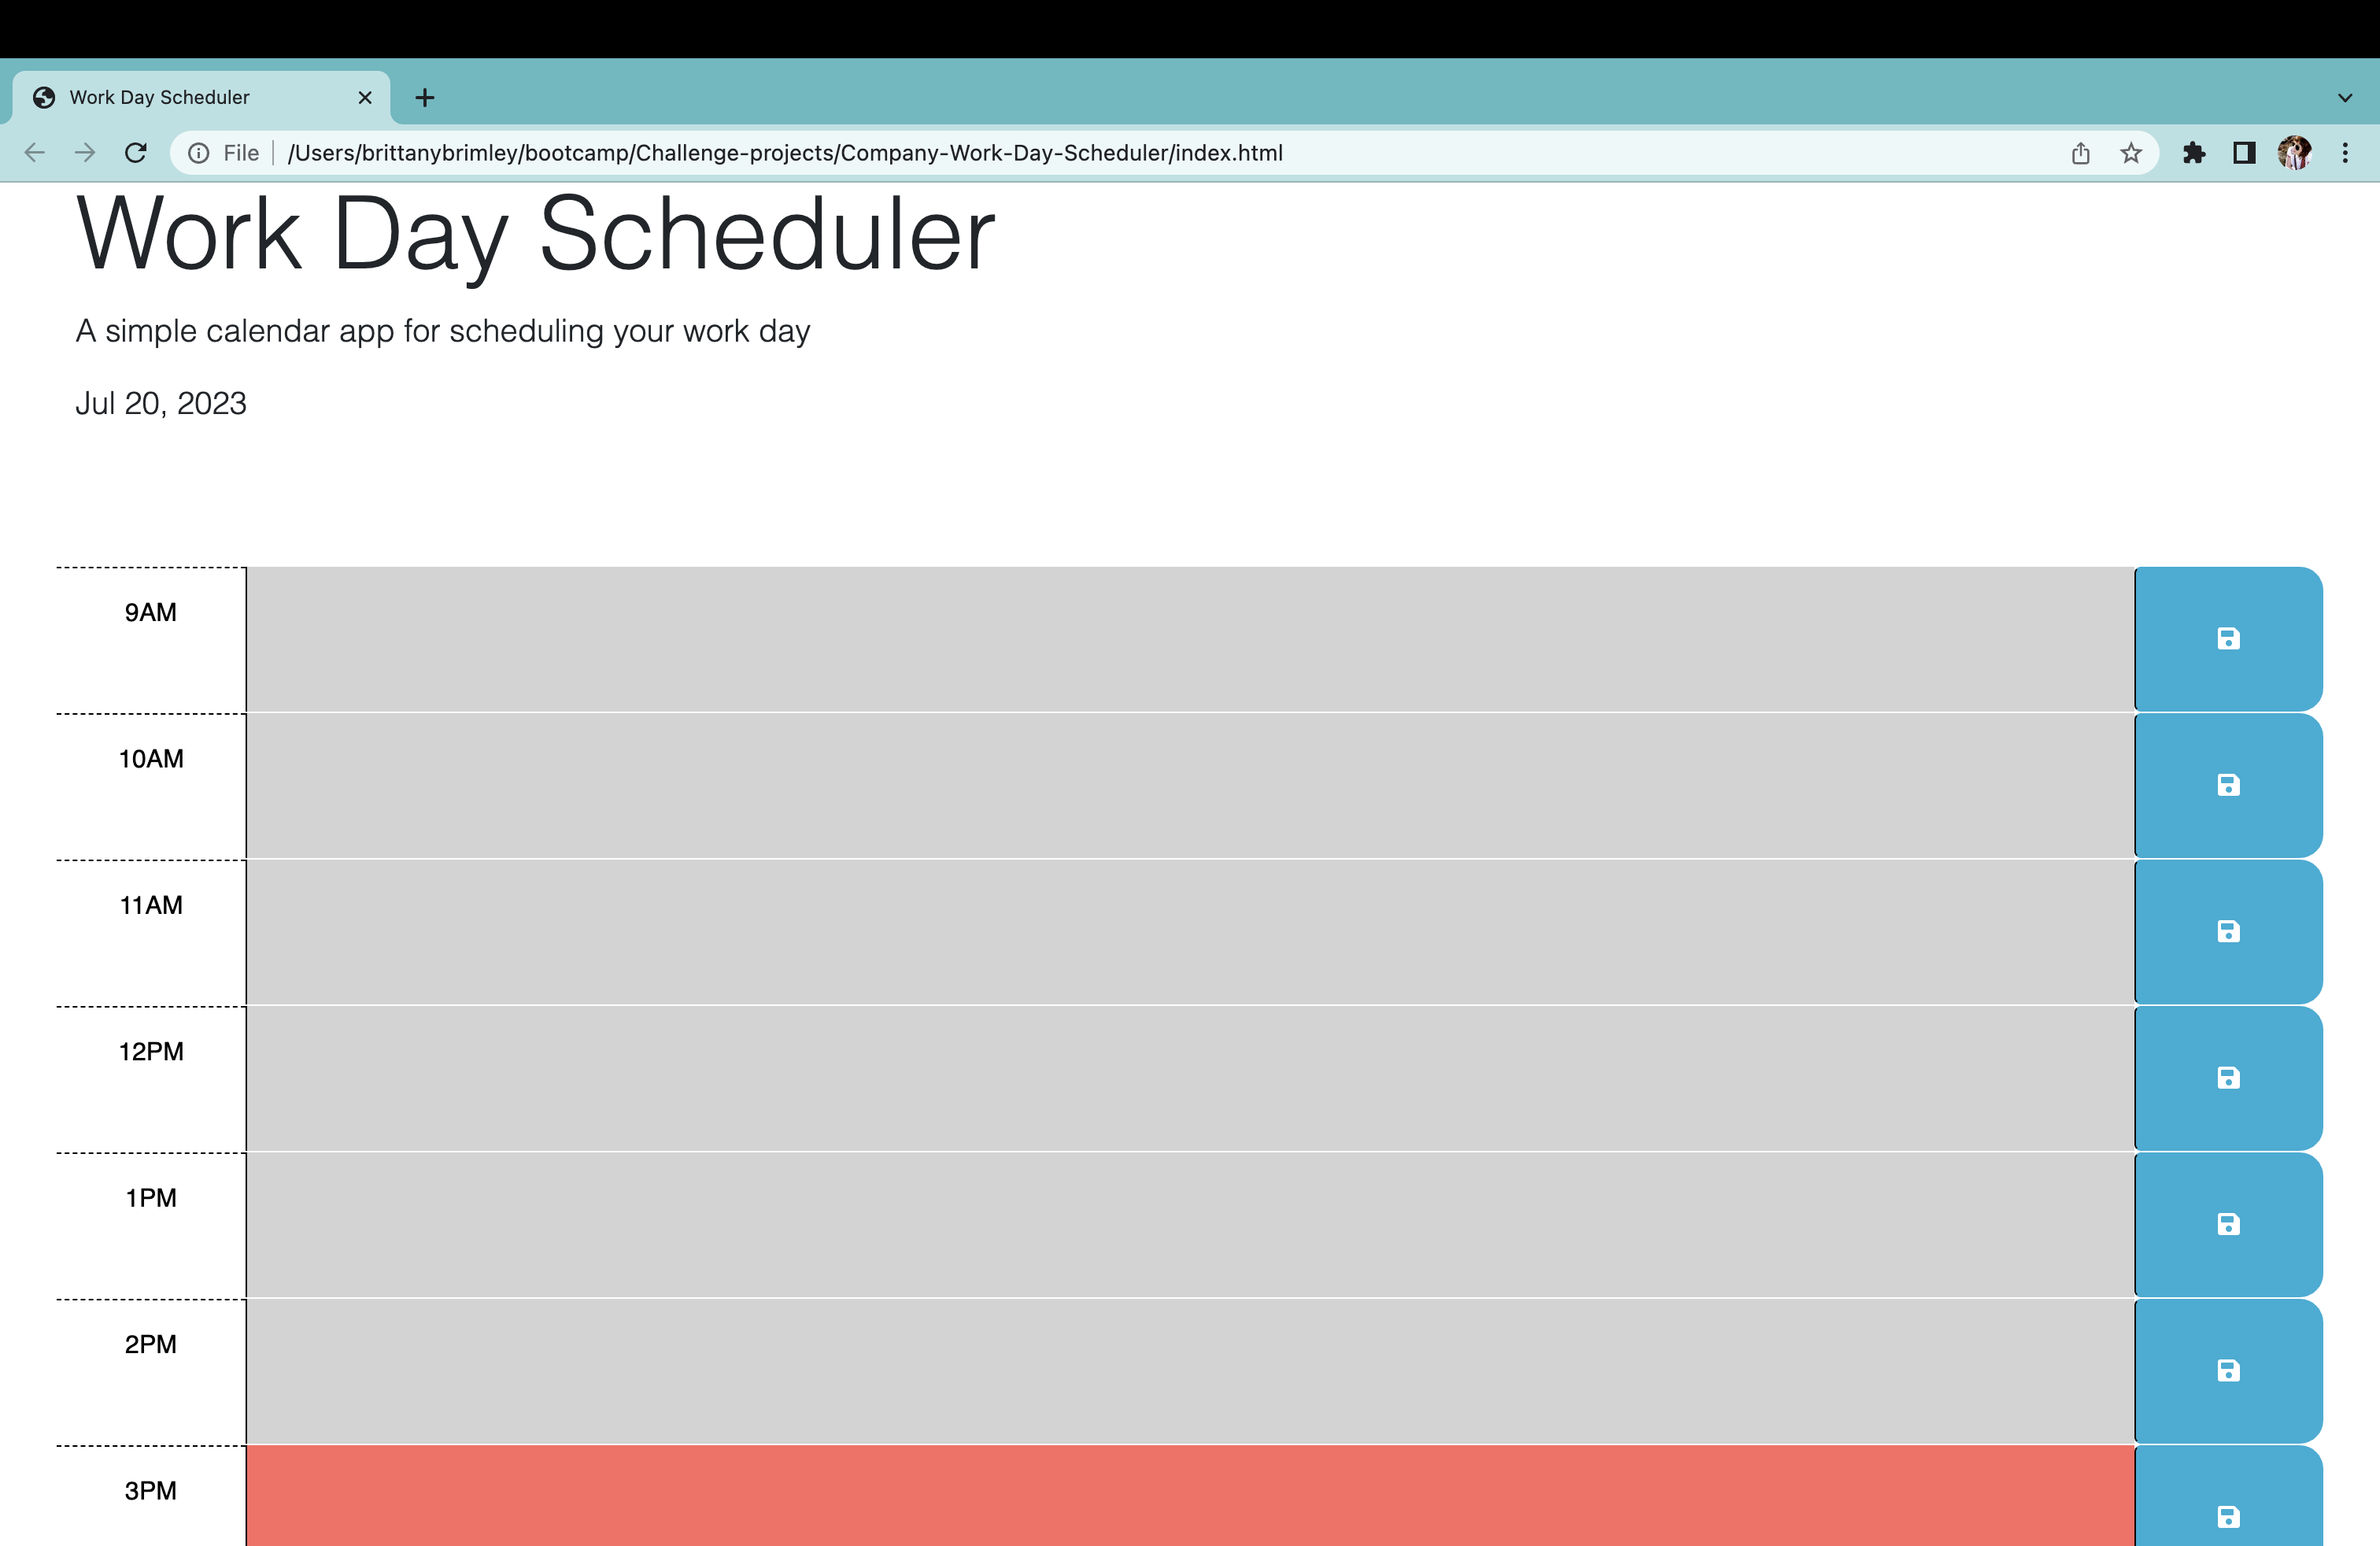 Work Day Scheduler
File /Users/brittanybrimley/bootcamp/Challenge-projects/Company-Work-Day-Scheduler/index.html
Work Day Scheduler
A simple calendar app for scheduling your work day
Jul 20, 2023
9AM
10AM
11AM
12PM
1PM
2PM
3PM